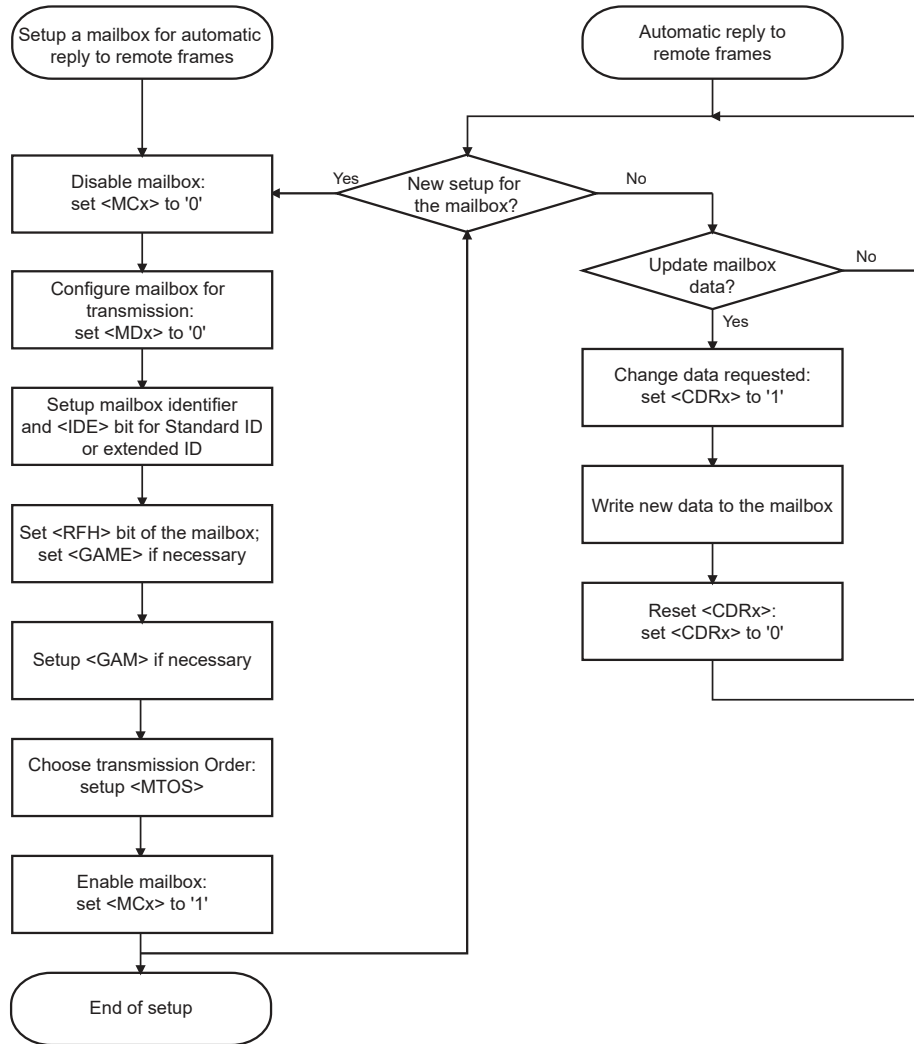 Setup a mailbox for automatic
reply to remote frames
Disable mailbox:
set <MCx> to '0'
Configure mailbox for
transmission:
set <MDx> to '0'
Setup mailbox identifier
and <IDE> bit for Standard ID
or extended ID
Set <RFH> bit of the mailbox;
set <GAME> if necessary
Setup <GAM> if necessary
Choose transmission Order:
setup <MTOS>
Enable mailbox:
set <MCx> to '1'
End of setup
Automatic reply to
remote frames
Yes
New setup for
the mailbox?
No
Update mailbox
data?
No
Yes
Change data requested:
set <CDRx> to '1'
Write new data to the mailbox
Reset <CDRx>:
set <CDRx> to '0'